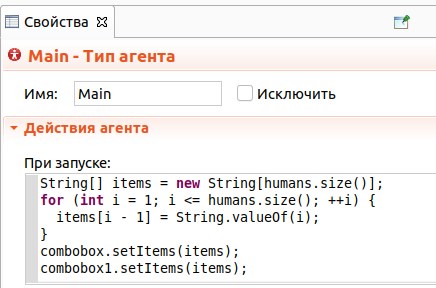 Свойства
Main - Тип агента
Имя: Main Исключить
Действия агента
При запуске:
String[] items = new String[humans.size()];
for (int i = 1; i <= humans.size(); ++i) {
  items[i - 1] = String.valueOf(i);
}
combobox.setItems(items);
combobox1.setItems(items);